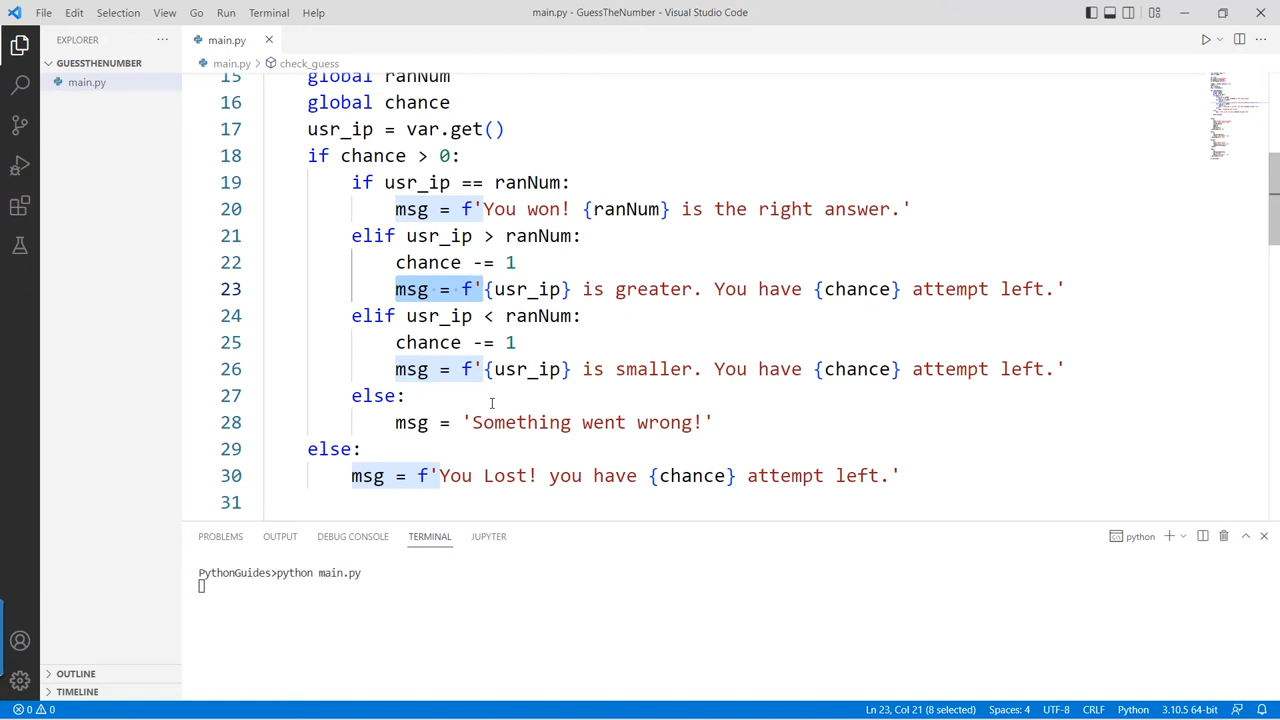 File Edit Selection View Go Run Terminal Help main.py - GuessTheNumber - Visual Studio Code
EXPLORER ... main.py
GUESSTHENUMBER main.py > check_guess
main.py
15 global ranNum
16 global chance
17 usr_ip = var.get()
18 if chance > 0:
19 if usr_ip == ranNum:
20 msg = f'You won! {ranNum} is the right answer.'
21 elif usr_ip > ranNum:
22 chance -= 1
23 msg = f'{usr_ip} is greater. You have {chance} attempt left.'
24 elif usr_ip < ranNum:
25 chance -= 1
26 msg = f'{usr_ip} is smaller. You have {chance} attempt left.'
27 else:
28 msg = 'Something went wrong!'
29 else:
30 msg = f'You Lost! you have {chance} attempt left.'
31
PROBLEMS OUTPUT DEBUG CONSOLE TERMINAL JUPYTER python
PythonGuides>python main.py
OUTLINE
TIMELINE
0 0 Ln 23, Col 21 (8 selected) Spaces: 4 UTF-8 CRLF Python 3.10.5 64-bit